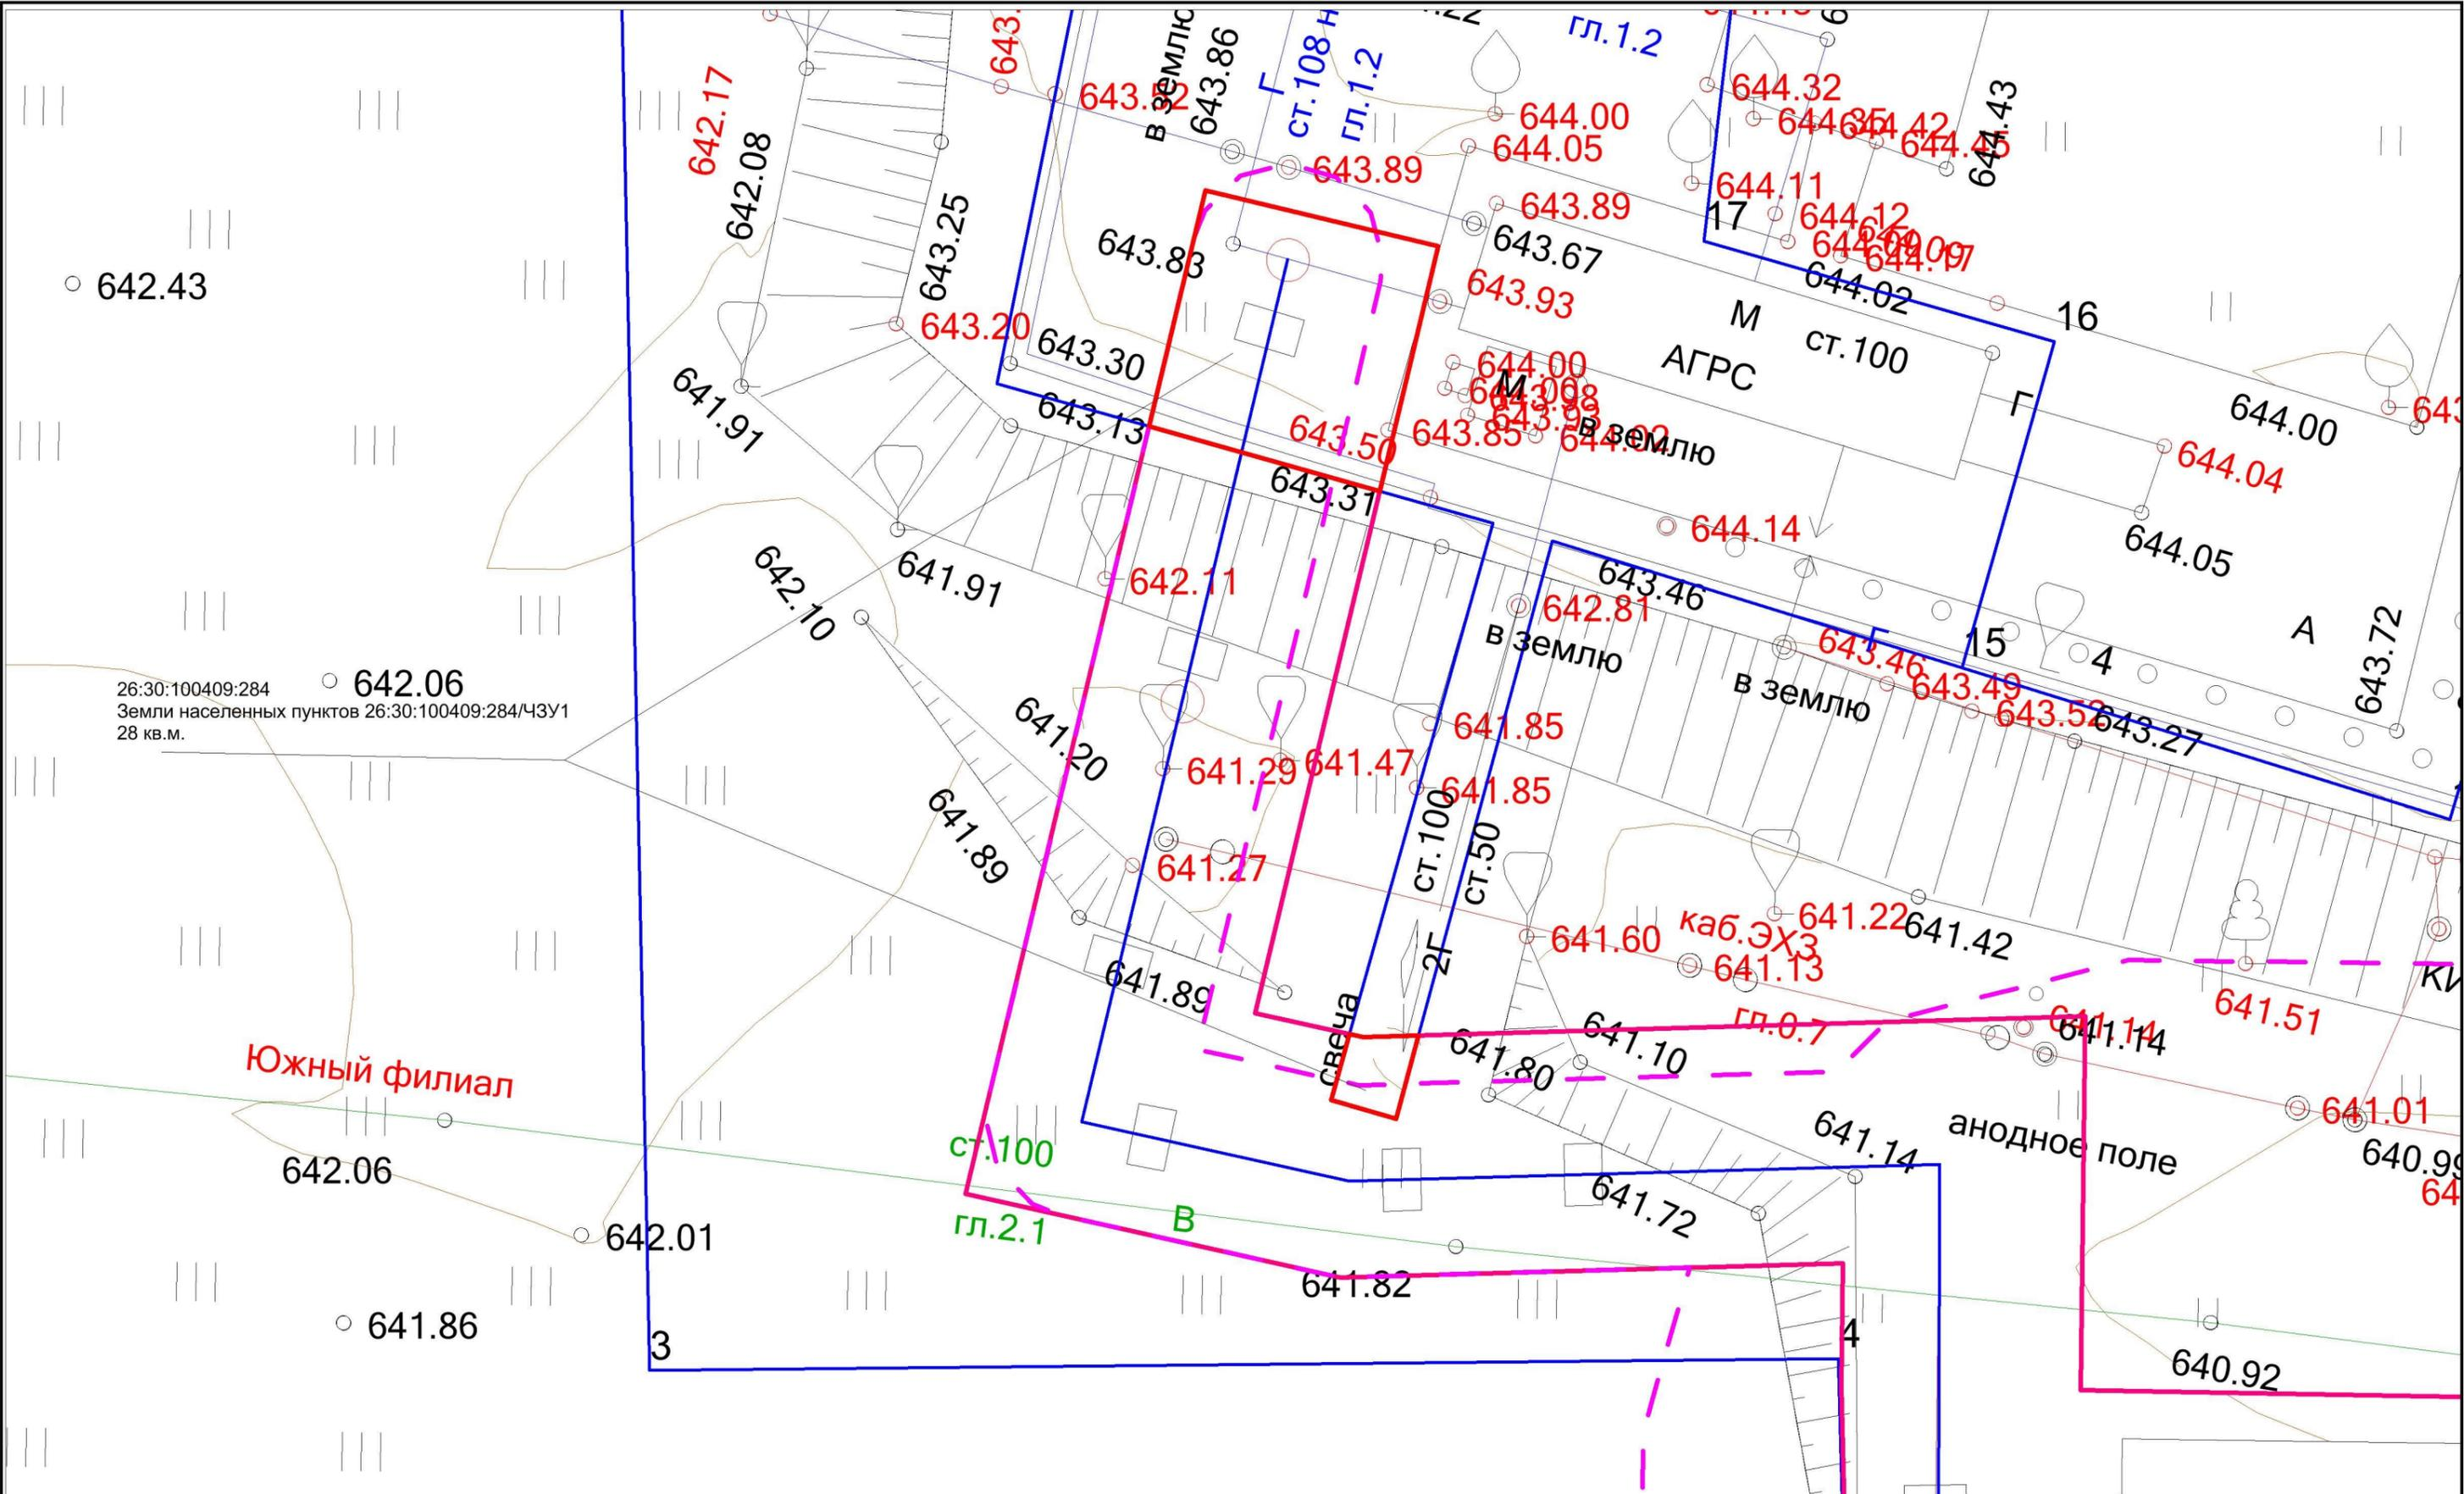 гл.1.2
в землю
643.86
Г
ст.108
гл.1.2
642.17
642.08
643.52
644.00
644.05
644.32
644.35
644.42
644.45
644.43
643.89
643.89
644.11
17
644.12
644.09
644.17
643.25
643.83
643.67
642.43
643.93
644.02
16
М
ст.100
643.20
643.30
АГРС
644.00
М
Г
641.91
643.13
643.50
643.85
в землю
644.00
643.31
644.04
644.14
644.05
642.10
641.91
642.11
643.46
642.81
в землю
Г
643.46
15
4
А
643.72
642.06
26:30:100409:284
Земли населенных пунктов 26:30:100409:284/ЧЗУ1
28 кв.м.
в землю
643.49
643.52
643.27
641.20
641.85
641.29
641.47
641.85
641.89
ст.100
ст.50
641.27
641.60
каб.ЭХЗ
641.22
641.42
641.13
2Г
641.89
641.51
свеча
гл.0.7
641.14
641.14
641.80
641.10
Южный филиал
641.01
анодное поле
641.14
ст.100
642.06
641.72
гл.2.1
В
642.01
641.82
641.86
3
4
640.92